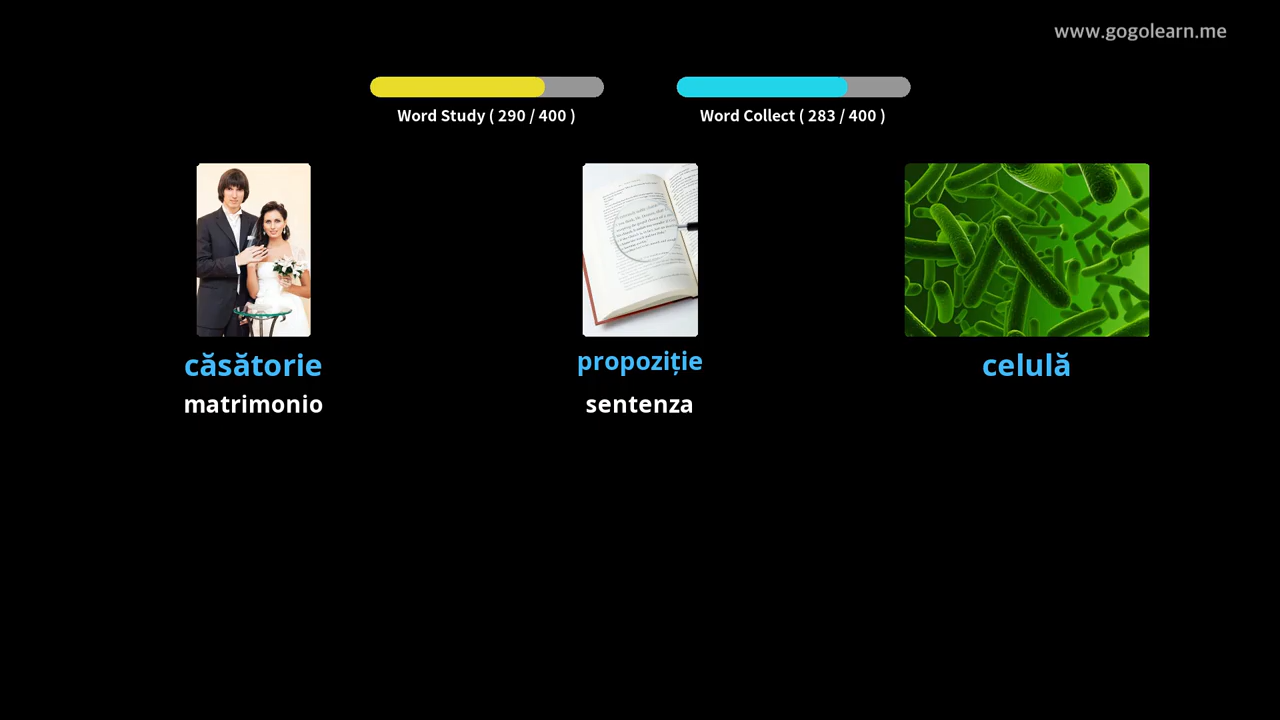 www.gogolearn.me
Word Study ( 290 / 400 )
Word Collect ( 283 / 400 )
căsătorie
propoziție
celulă
matrimonio
sentenza